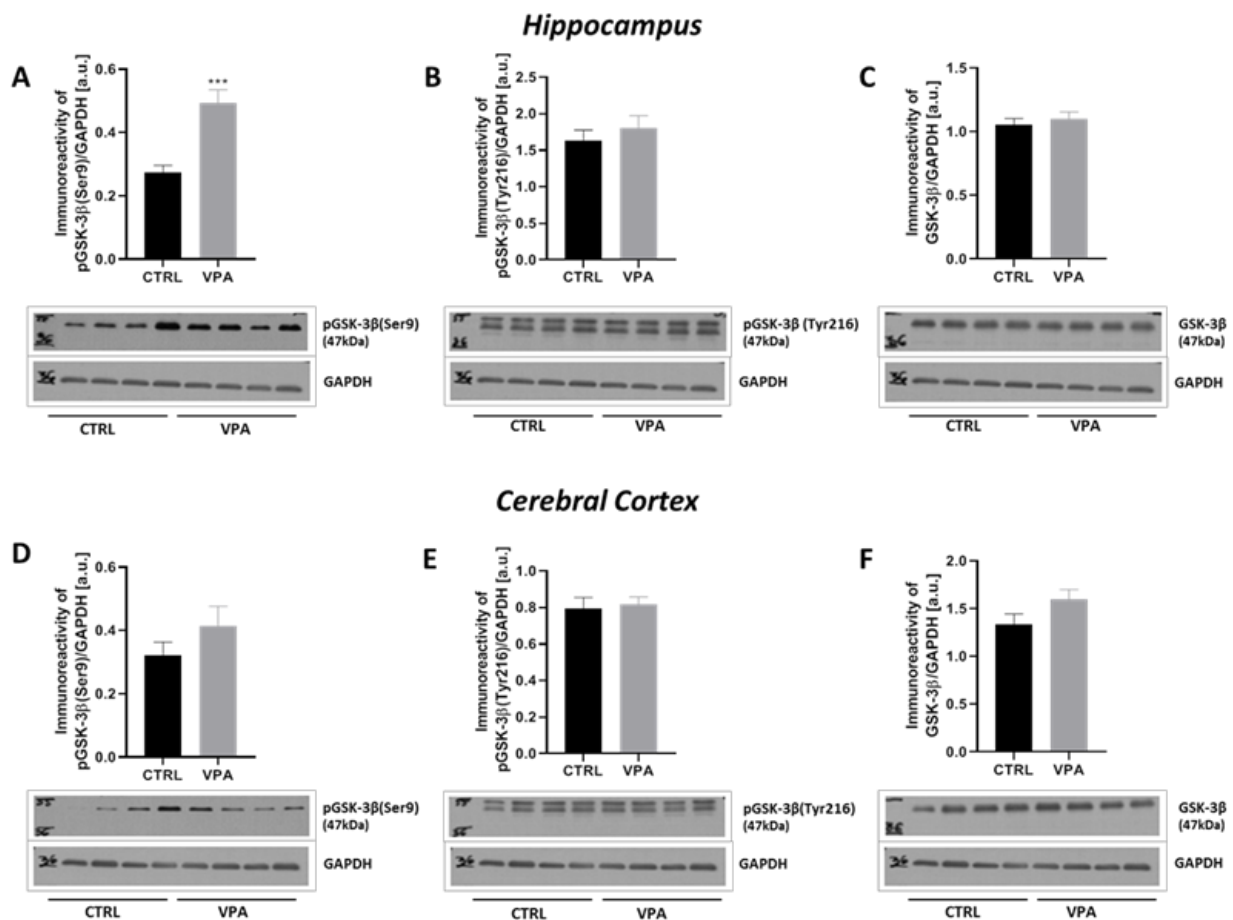 Hippocampus
A
Immunoreactivity of
pGSK-3β(Ser9)/GAPDH [a.u.]
0.6
0.4
0.2
0.0
***
CTRL
VPA
pGSK-3β(Ser9)
(47kDa)
GAPDH
CTRL
VPA
B
Immunoreactivity of
pGSK-3β(Tyr216)/GAPDH [a.u.]
2.5
2.0
1.5
1.0
0.5
0.0
CTRL
VPA
pGSK-3β (Tyr216)
(47kDa)
GAPDH
CTRL
VPA
C
Immunoreactivity of
GSK-3β/GAPDH [a.u.]
1.5
1.0
0.5
0.0
CTRL
VPA
GSK-3β
(47kDa)
GAPDH
CTRL
VPA
Cerebral Cortex
D
Immunoreactivity of
pGSK-3β(Ser9)/GAPDH [a.u.]
0.6
0.4
0.2
0.0
CTRL
VPA
pGSK-3β(Ser9)
(47kDa)
GAPDH
CTRL
VPA
E
Immunoreactivity of
pGSK-3β(Tyr216)/GAPDH [a.u.]
1.0
0.8
0.6
0.4
0.2
0.0
CTRL
VPA
pGSK-3β(Tyr216)
(47kDa)
GAPDH
CTRL
VPA
F
Immunoreactivity of
GSK-3β/GAPDH [a.u.]
2.0
1.5
1.0
0.5
0.0
CTRL
VPA
GSK-3β
(47kDa)
GAPDH
CTRL
VPA